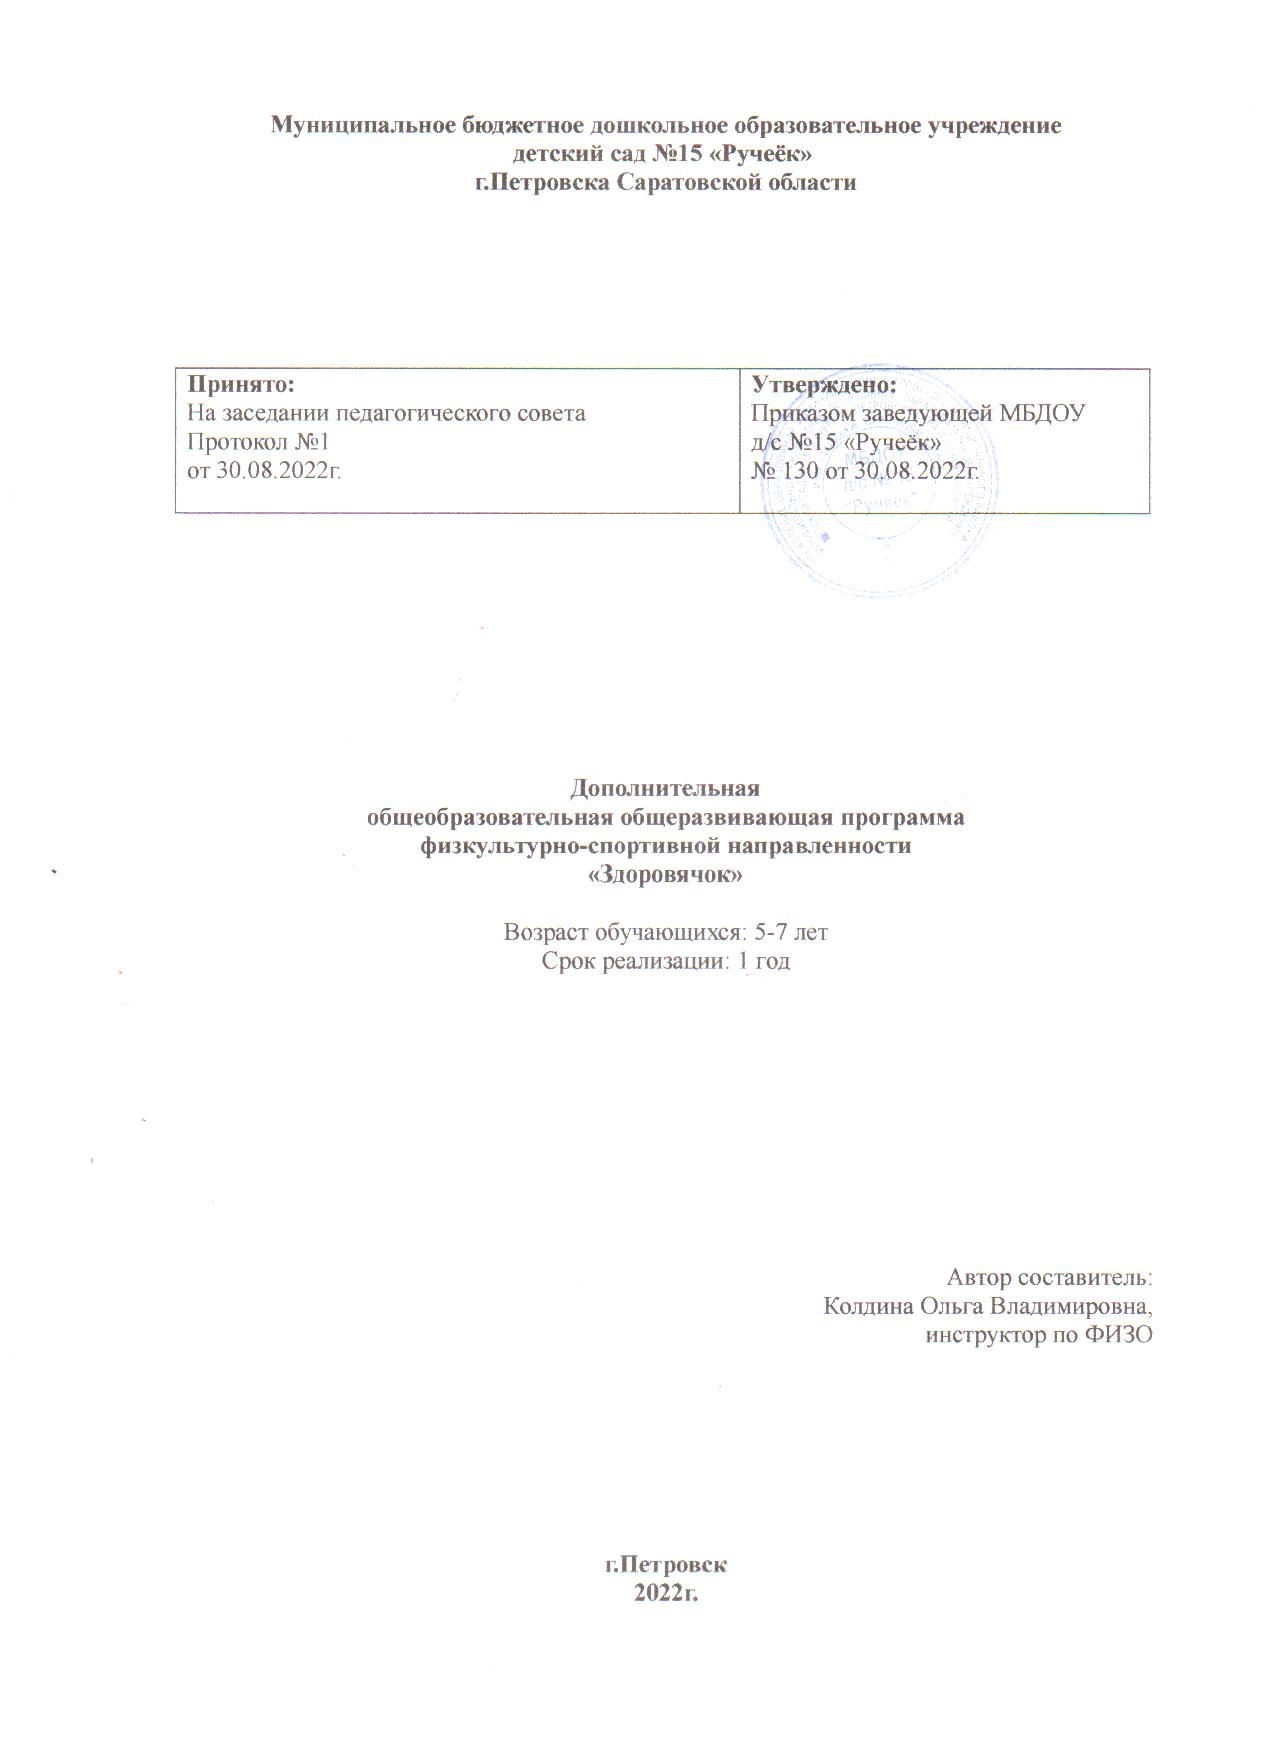 Муниципальное бюджетное дошкольное образовательное учреждение
детский сад №15 «Ручеёк»
г.Петровска Саратовской области
Принято:
На заседании педагогического совета
Протокол №1
от 30.08.2022г.
Утверждено:
Приказом заведующей МБДОУ
д/с №15 «Ручеёк»
№ 130 от 30.08.2022г.
МБДОУ
"Ручеек"
Дополнительная
общеобразовательная общеразвивающая программа
физкультурно-спортивной направленности
«Здоровячок»
Возраст обучающихся: 5-7 лет
Срок реализации: 1 год
Автор составитель:
Колдина Ольга Владимировна,
инструктор по ФИЗО
г.Петровск
2022г.